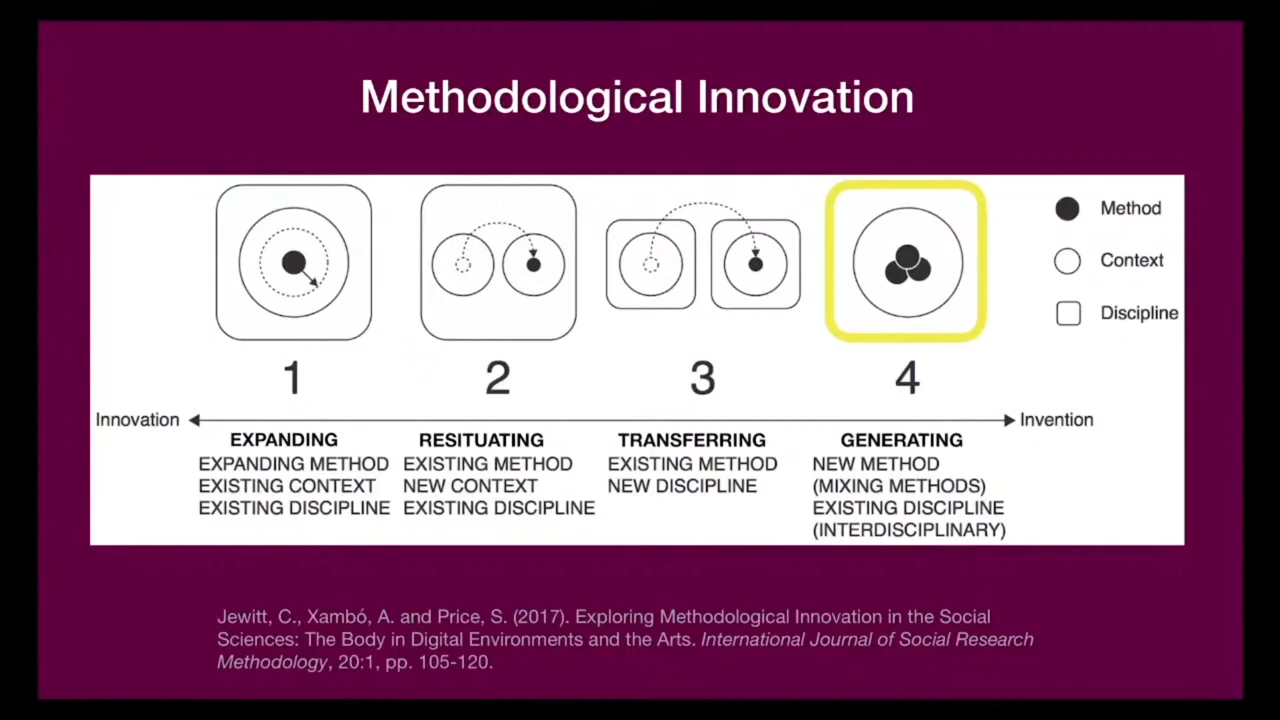 Methodological Innovation
Method
Context
Discipline
1
2
3
4
Innovation
Invention
EXPANDING
EXPANDING METHOD
EXISTING CONTEXT
EXISTING DISCIPLINE
RESITUATING
EXISTING METHOD
NEW CONTEXT
EXISTING DISCIPLINE
TRANSFERRING
EXISTING METHOD
NEW DISCIPLINE
GENERATING
NEW METHOD
(MIXING METHODS)
EXISTING DISCIPLINE
(INTERDISCIPLINARY)
Jewitt, C., Xambó, A. and Price, S. (2017). Exploring Methodological Innovation in the Social
Sciences: The Body in Digital Environments and the Arts. International Journal of Social Research
Methodology, 20:1, pp. 105-120.